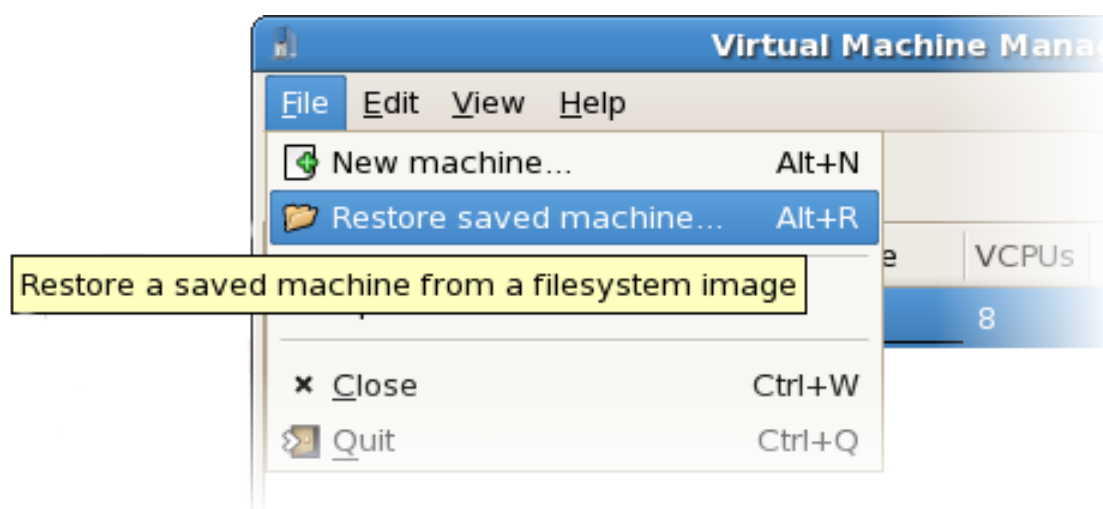 Virtual Machine Mana
File Edit View Help
New machine... Alt+N
Restore saved machine... Alt+R
e VCPUs
Restore a saved machine from a filesystem image
8
Close Ctrl+W
Quit Ctrl+Q